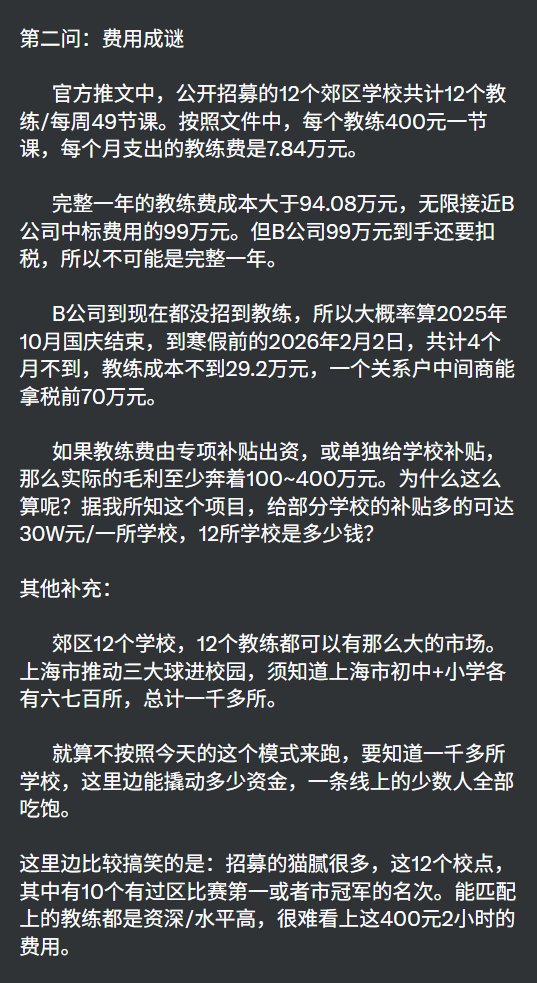 第二问：费用成谜
官方推文中，公开招募的12个郊区学校共计12个教
练/每周49节课。按照文件中，每个教练400元一节
课，每个月支出的教练费是7.84万元。
完整一年的教练费成本大于94.08万元，无限接近B
公司中标费用的99万元。但B公司99万元到手还要扣
税，所以不可能是完整一年。
B公司到现在都没招到教练，所以大概率算2025年
10月国庆结束，到寒假前的2026年2月2日，共计4个
月不到，教练成本不到29.2万元，一个关系户中间商能
拿税前70万元。
如果教练费由专项补贴出资，或单独给学校补贴，
那么实际的毛利至少奔着100~400万元。为什么这么
算呢？据我所知这个项目，给部分学校的补贴多的可达
30W元/一所学校，12所学校是多少钱？
其他补充：
郊区12个学校，12个教练都可以有那么大的市场。
上海市推动三大球进校园，须知道上海市初中+小学各
有六七百所，总计一千多所。
就算不按照今天的这个模式来跑，要知道一千多所
学校，这里边能撬动多少资金，一条线上的少数人全部
吃饱。
这里边比较搞笑的是：招募的猫腻很多，这12个校点，
其中有10个有过区比赛第一或者市冠军的名次。能匹配
上的教练都是资深/水平高，很难看上这400元2小时的
费用。